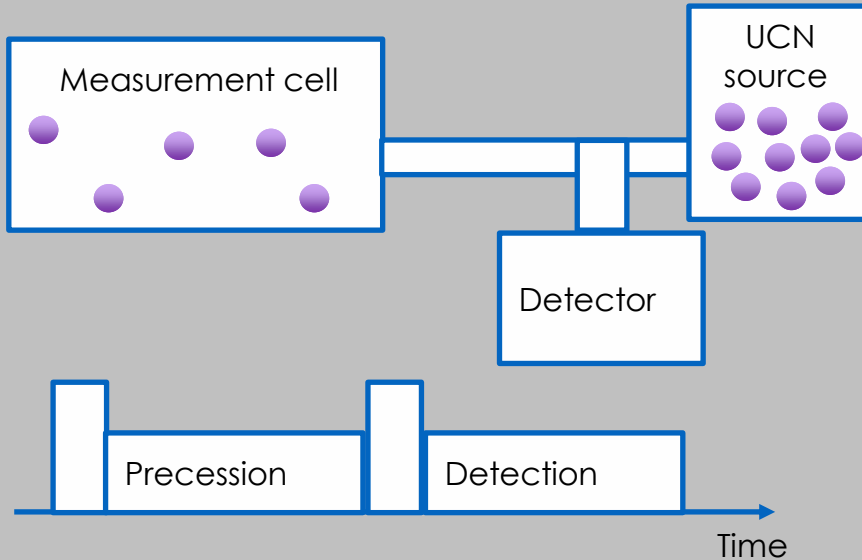 Measurement cell
UCN
source
Detector
Precession
Detection
Time